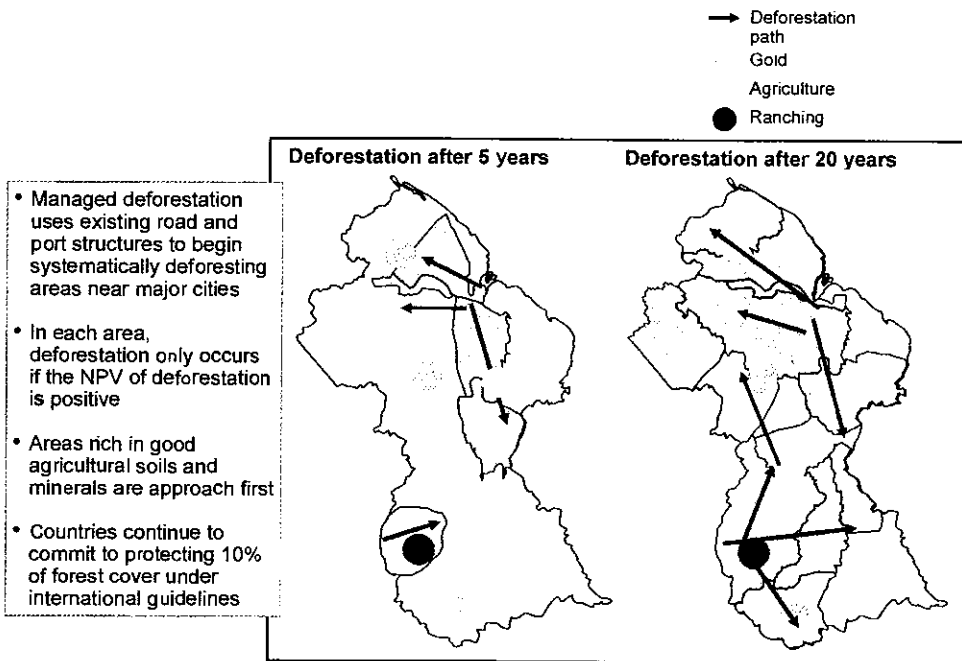 Deforestation
path
Gold
Agriculture
Ranching
Deforestation after 5 years
Deforestation after 20 years
• Managed deforestation
uses existing road and
port structures to begin
systematically deforesting
areas near major cities
• In each area,
deforestation only occurs
if the NPV of deforestation
is positive
• Areas rich in good
agricultural soils and
minerals are approach first
• Countries continue to
commit to protecting 10%
of forest cover under
international guidelines